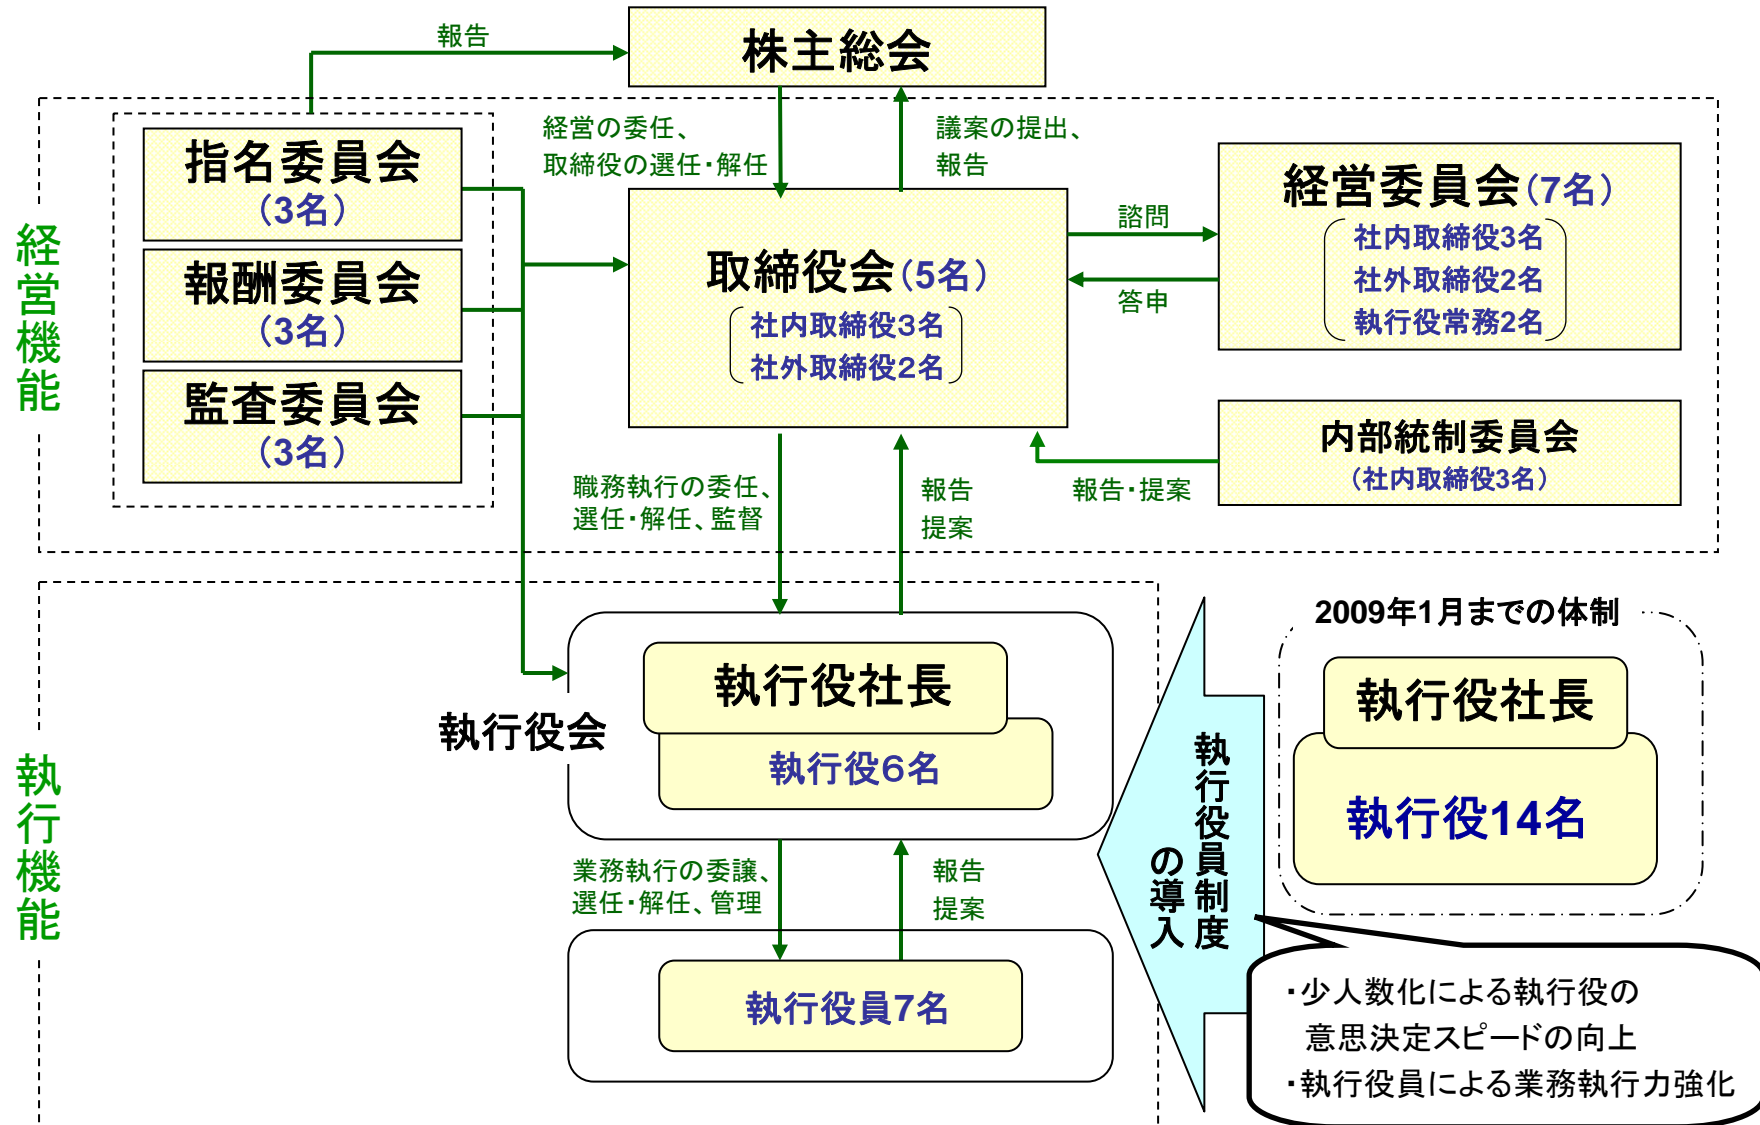 報告
株主総会
経営の委任、
取締役の選任・解任
議案の提出、
報告
経営機能
指名委員会
（3名）
報酬委員会
（3名）
監査委員会
（3名）
取締役会（5名）
社内取締役３名
社外取締役２名
諮問
答申
経営委員会（7名）
社内取締役3名
社外取締役2名
執行役常務2名
内部統制委員会
（社内取締役3名）
報告・提案
職務執行の委任、
選任・解任、監督
報告
提案
執行機能
執行役会
執行役社長
執行役６名
業務執行の委譲、
選任・解任、管理
報告
提案
執行役員7名
執行役員制度
の導入
2009年1月までの体制
執行役社長
執行役14名
・少人数化による執行役の
意思決定スピードの向上
・執行役員による業務執行力強化